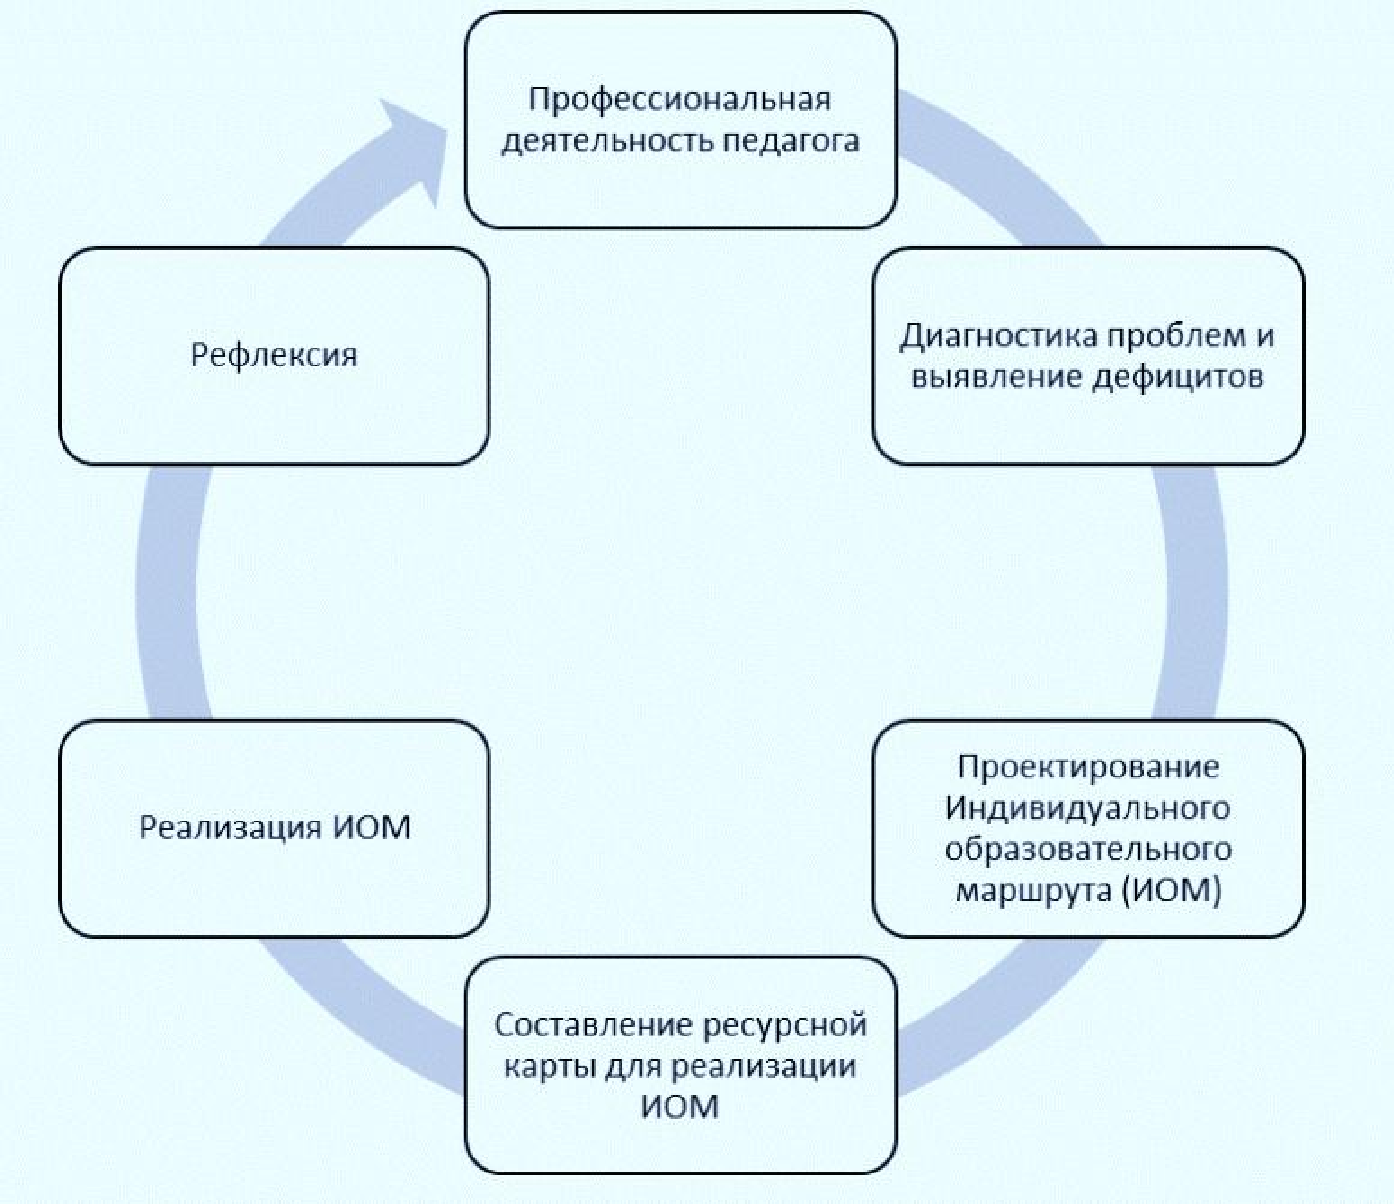 Профессиональная
деятельность педагога
Диагностика проблем и
выявление дефицитов
Проектирование
Индивидуального
образовательного
маршрута (ИОМ)
Составление ресурсной
карты для реализации
ИОМ
Реализация ИОМ
Рефлексия